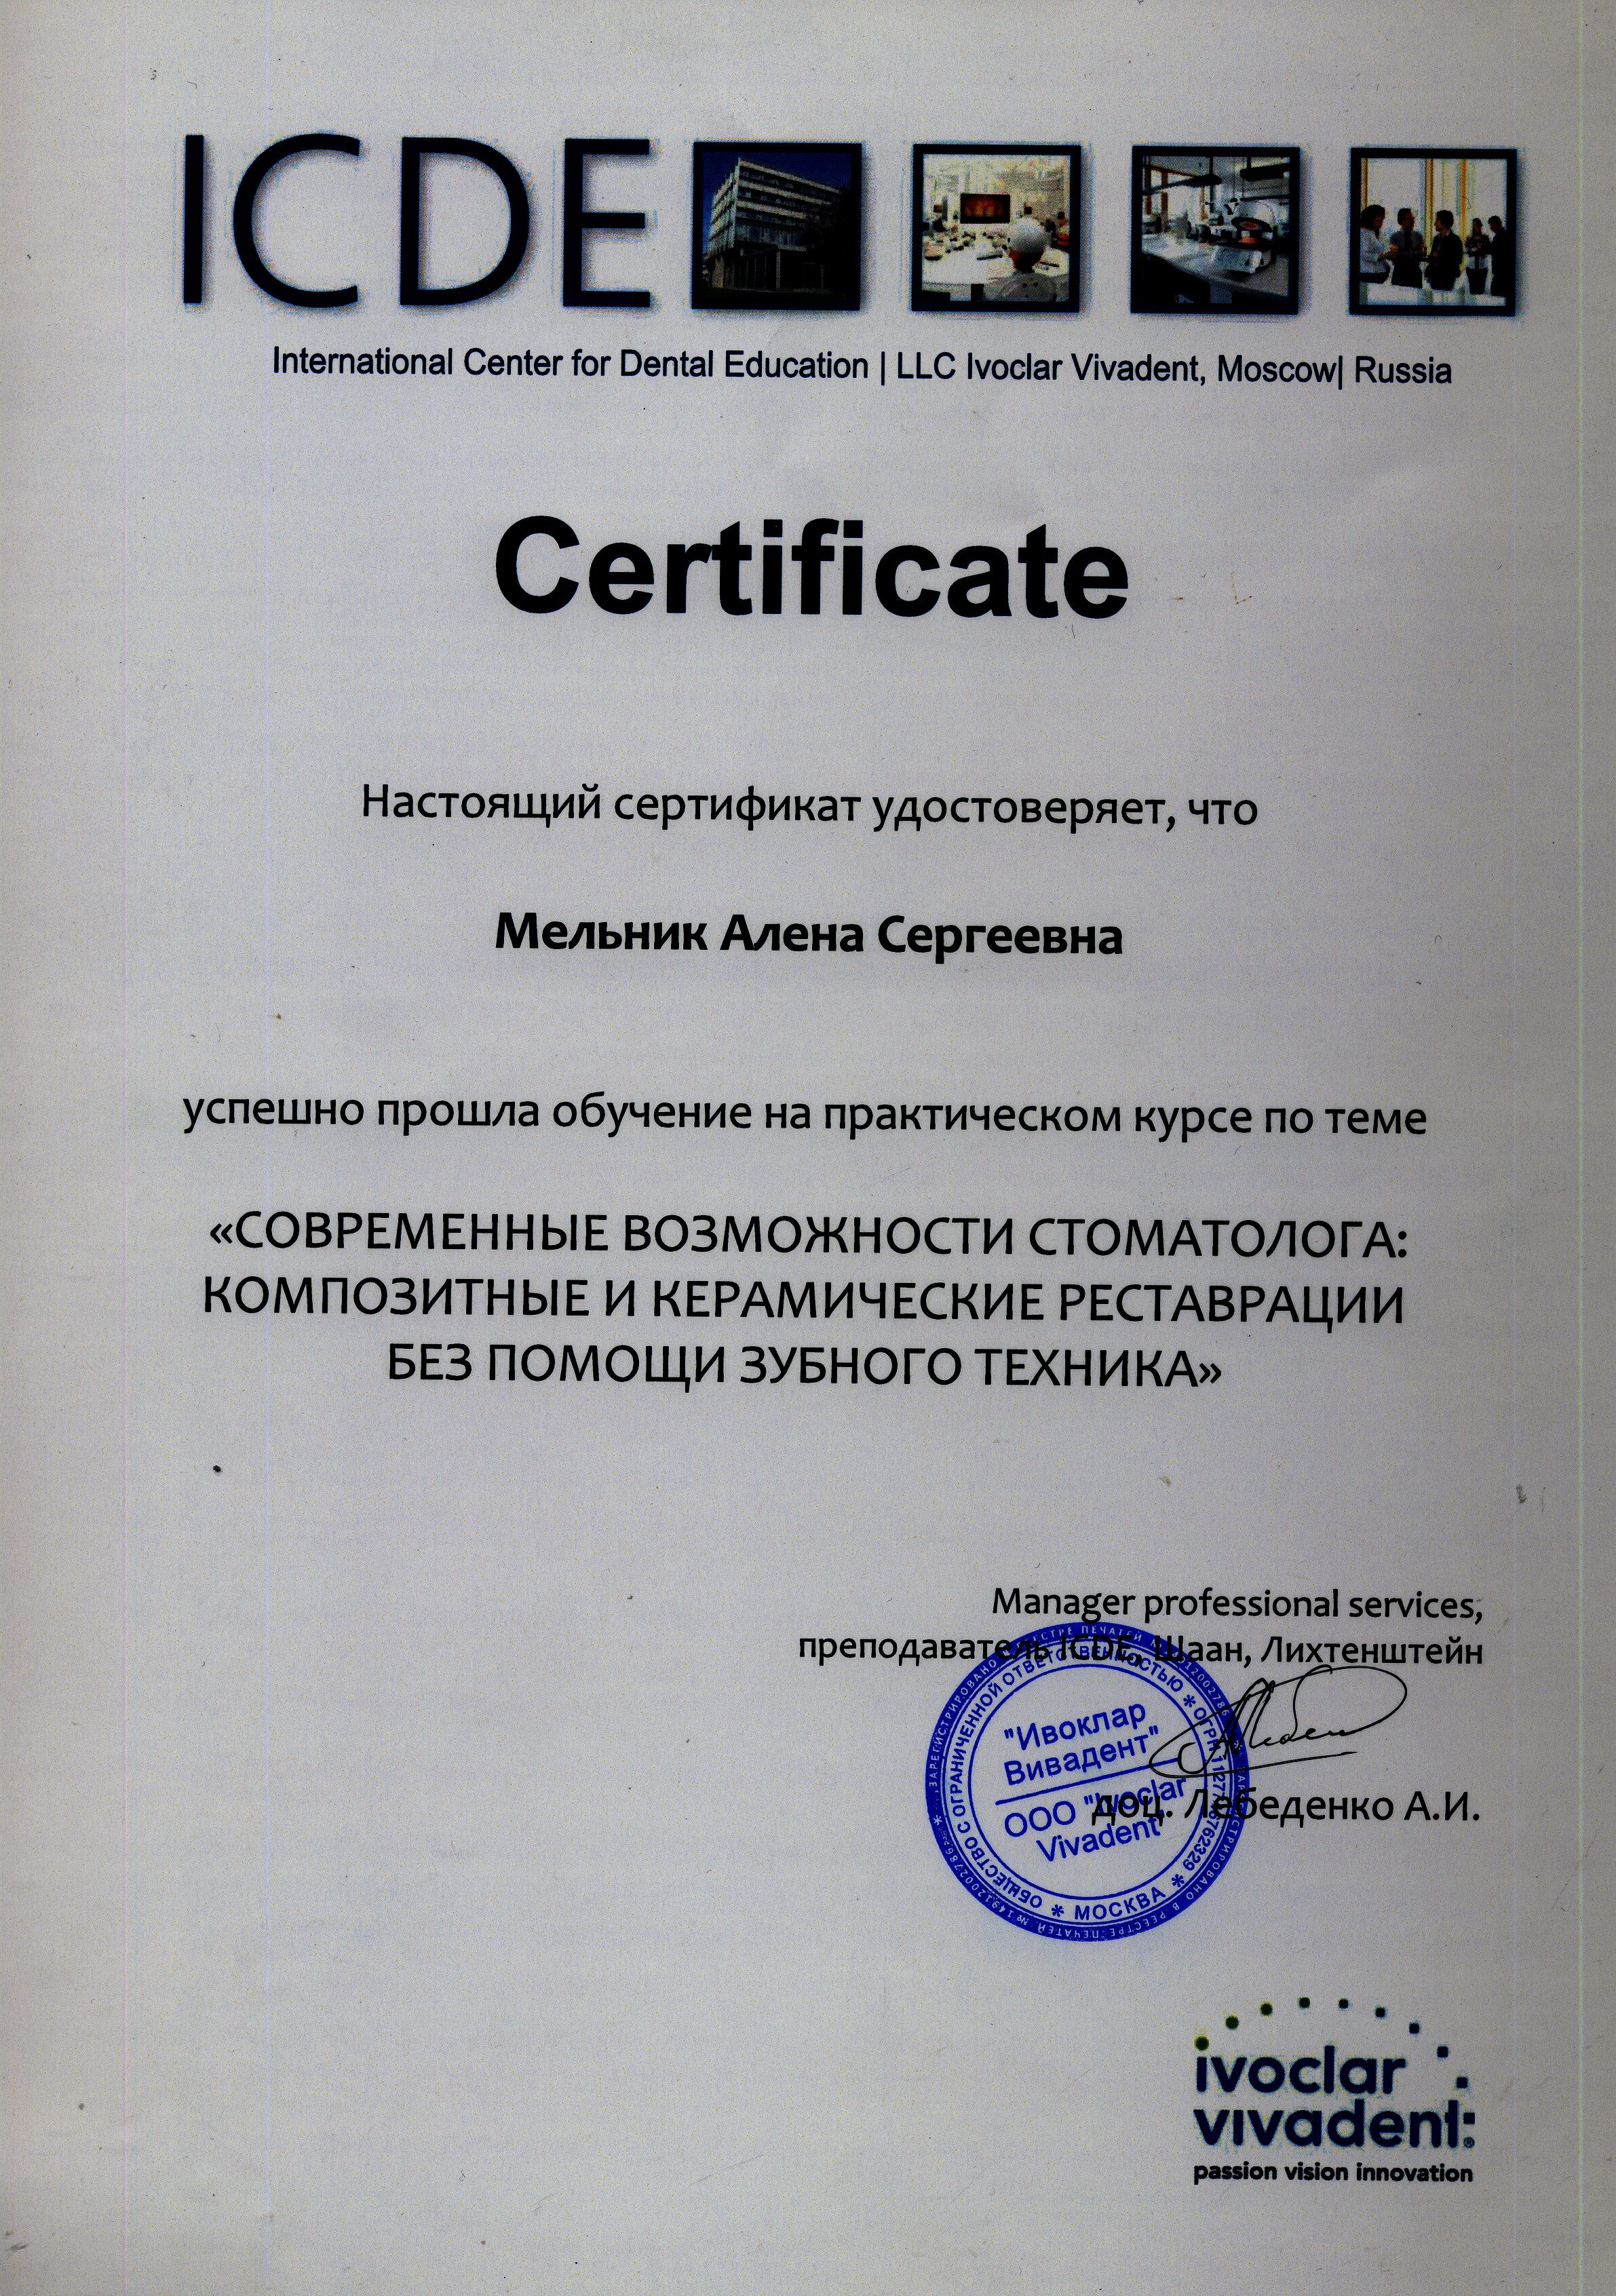 ICDE
International Center for Dental Education | LLC Ivoclar Vivadent, Moscow| Russia
Certificate
Настоящий сертификат удостоверяет, что
Мельник Алена Сергеевна
успешно прошла обучение на практическом курсе по теме
«СОВРЕМЕННЫЕ ВОЗМОЖНОСТИ СТОМАТОЛОГА:
КОМПОЗИТНЫЕ И КЕРАМИЧЕСКИЕ РЕСТАВРАЦИИ
БЕЗ ПОМОЩИ ЗУБНОГО ТЕХНИКА»
Manager professional services,
преподаватель ICDE, Шаан, Лихтенштейн
доц. Лебеденко А.И.
ОБЩЕСТВО С ОГРАНИЧЕННОЙ ОТВЕТСТВЕННОСТЬЮ * ОГРН
* МОСКВА *
"Ивоклар
Вивадент"
ООО "Ivoclar
Vivadent"
ivoclar
vivadent:
passion vision innovation